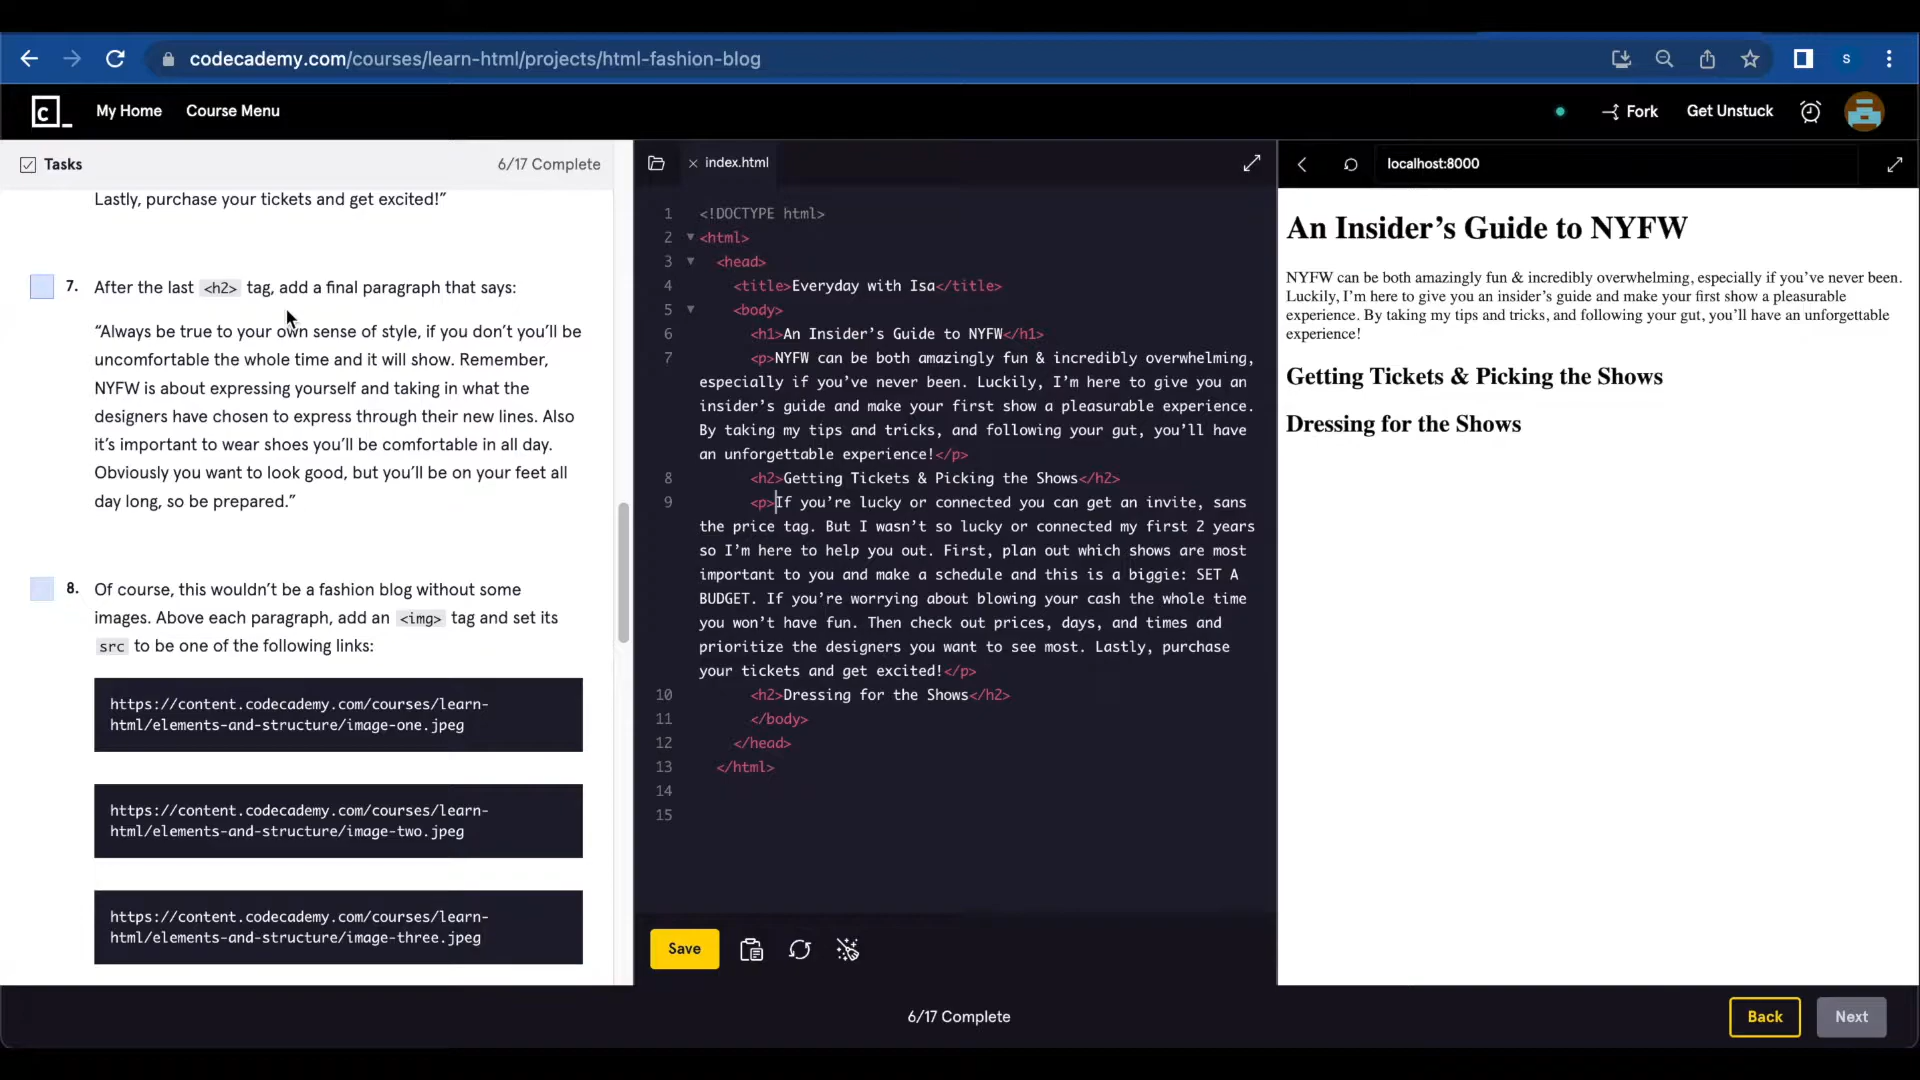 codecademy.com/courses/learn-html/projects/html-fashion-blog
S
c_
My Home
Course Menu
Fork
Get Unstuck
Tasks
6/17 Complete
Lastly, purchase your tickets and get excited!”
7. After the last <h2> tag, add a final paragraph that says:
“Always be true to your own sense of style, if you don’t you’ll be
uncomfortable the whole time and it will show. Remember,
NYFW is about expressing yourself and taking in what the
designers have chosen to express through their new lines. Also
it’s important to wear shoes you’ll be comfortable in all day.
Obviously you want to look good, but you’ll be on your feet all
day long, so be prepared.”
8. Of course, this wouldn’t be a fashion blog without some
images. Above each paragraph, add an <img> tag and set its
src to be one of the following links:
https://content.codecademy.com/courses/learn-
html/elements-and-structure/image-one.jpeg
https://content.codecademy.com/courses/learn-
html/elements-and-structure/image-two.jpeg
https://content.codecademy.com/courses/learn-
html/elements-and-structure/image-three.jpeg
index.html
1 <!DOCTYPE html>
2 <html>
3 <head>
4 <title>Everyday with Isa</title>
5 <body>
6 <h1>An Insider’s Guide to NYFW</h1>
7 <p>NYFW can be both amazingly fun & incredibly overwhelming,
especially if you’ve never been. Luckily, I’m here to give you an
insider’s guide and make your first show a pleasurable experience.
By taking my tips and tricks, and following your gut, you’ll have
an unforgettable experience!</p>
8 <h2>Getting Tickets & Picking the Shows</h2>
9 <p>If you’re lucky or connected you can get an invite, sans
the price tag. But I wasn’t so lucky or connected my first 2 years
so I’m here to help you out. First, plan out which shows are most
important to you and make a schedule and this is a biggie: SET A
BUDGET. If you’re worrying about blowing your cash the whole time
you won’t have fun. Then check out prices, days, and times and
prioritize the designers you want to see most. Lastly, purchase
your tickets and get excited!</p>
10 <h2>Dressing for the Shows</h2>
11 </body>
12 </head>
13 </html>
14
15
Save
localhost:8000
An Insider’s Guide to NYFW
NYFW can be both amazingly fun & incredibly overwhelming, especially if you’ve never been.
Luckily, I’m here to give you an insider’s guide and make your first show a pleasurable
experience. By taking my tips and tricks, and following your gut, you’ll have an unforgettable
experience!
Getting Tickets & Picking the Shows
Dressing for the Shows
6/17 Complete
Back
Next